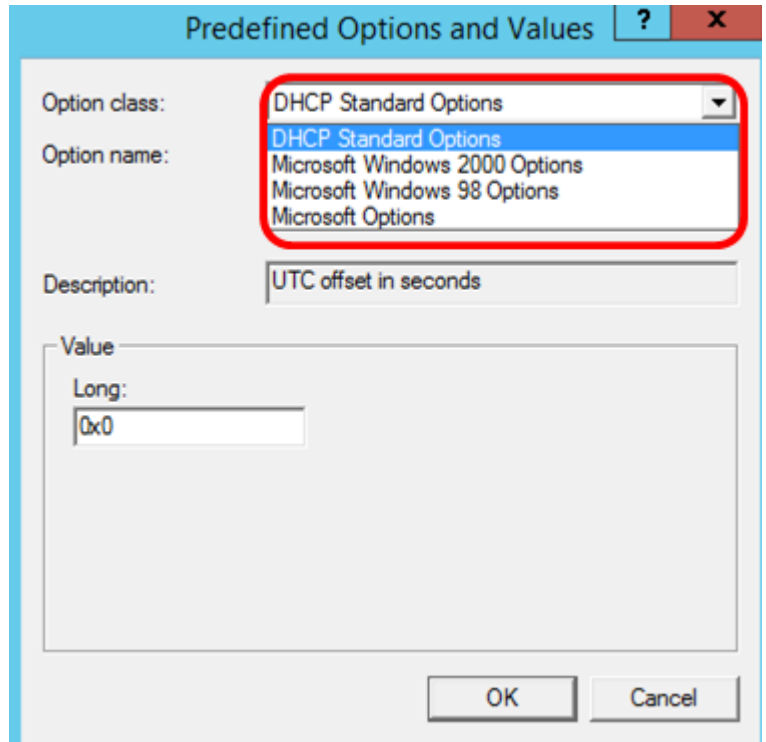 Predefined Options and Values ? x
Option class: DHCP Standard Options
DHCP Standard Options
Option name:
Microsoft Windows 2000 Options
Microsoft Windows 98 Options
Microsoft Options
Description: UTC offset in seconds
Value
Long:
0x0
OK Cancel